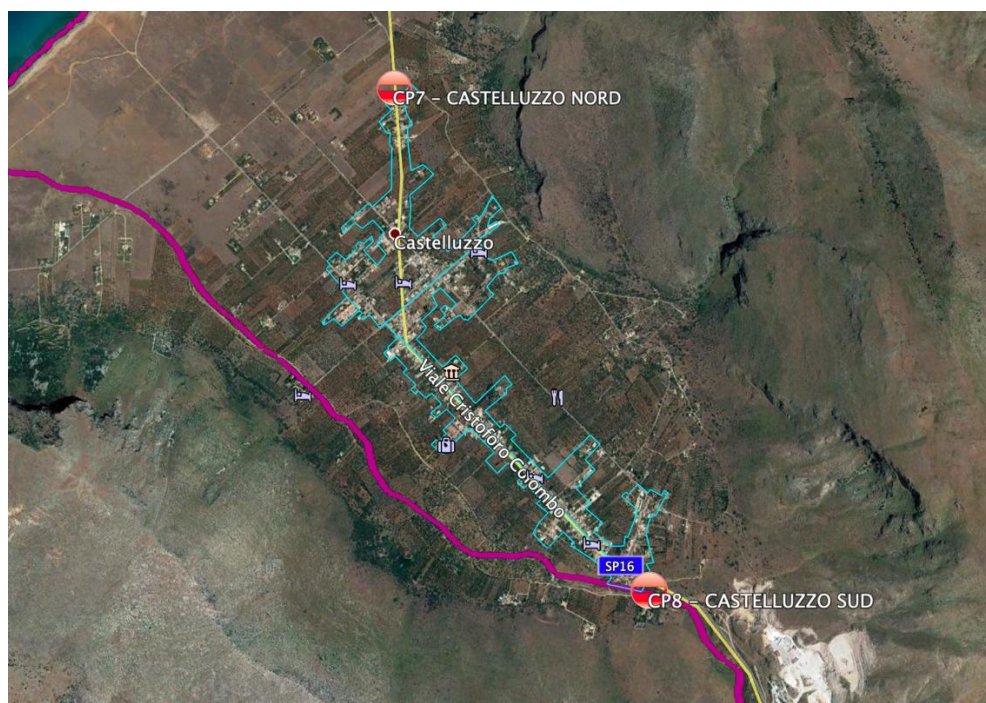 CP7 – CASTELLUZZO NORD
Castelluzzo
Viale Cristoforo Colombo
SP16
CP8 – CASTELLUZZO SUD